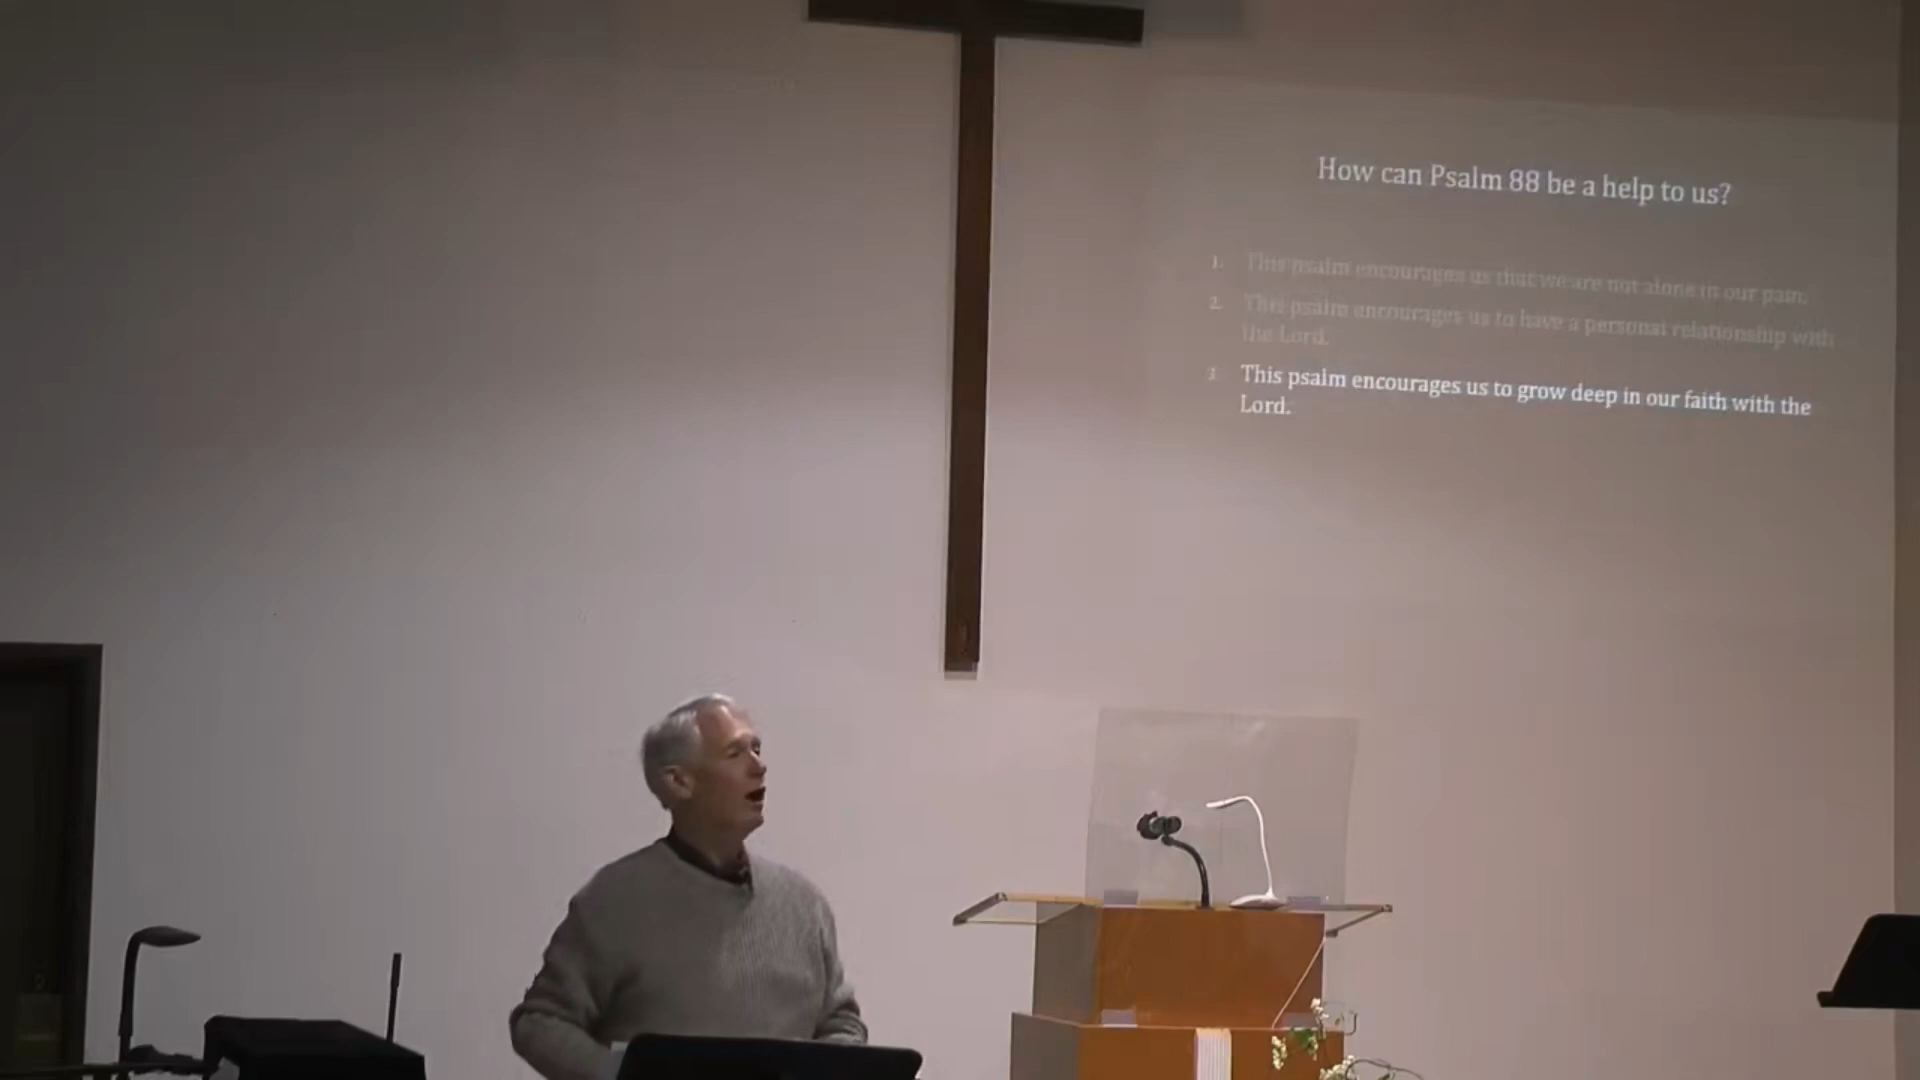 How can Psalm 88 be a help to us?
1. This psalm encourages us that we are not alone in our pain.
2. This psalm encourages us to have a personal relationship with
the Lord.
3 This psalm encourages us to grow deep in our faith with the
Lord.